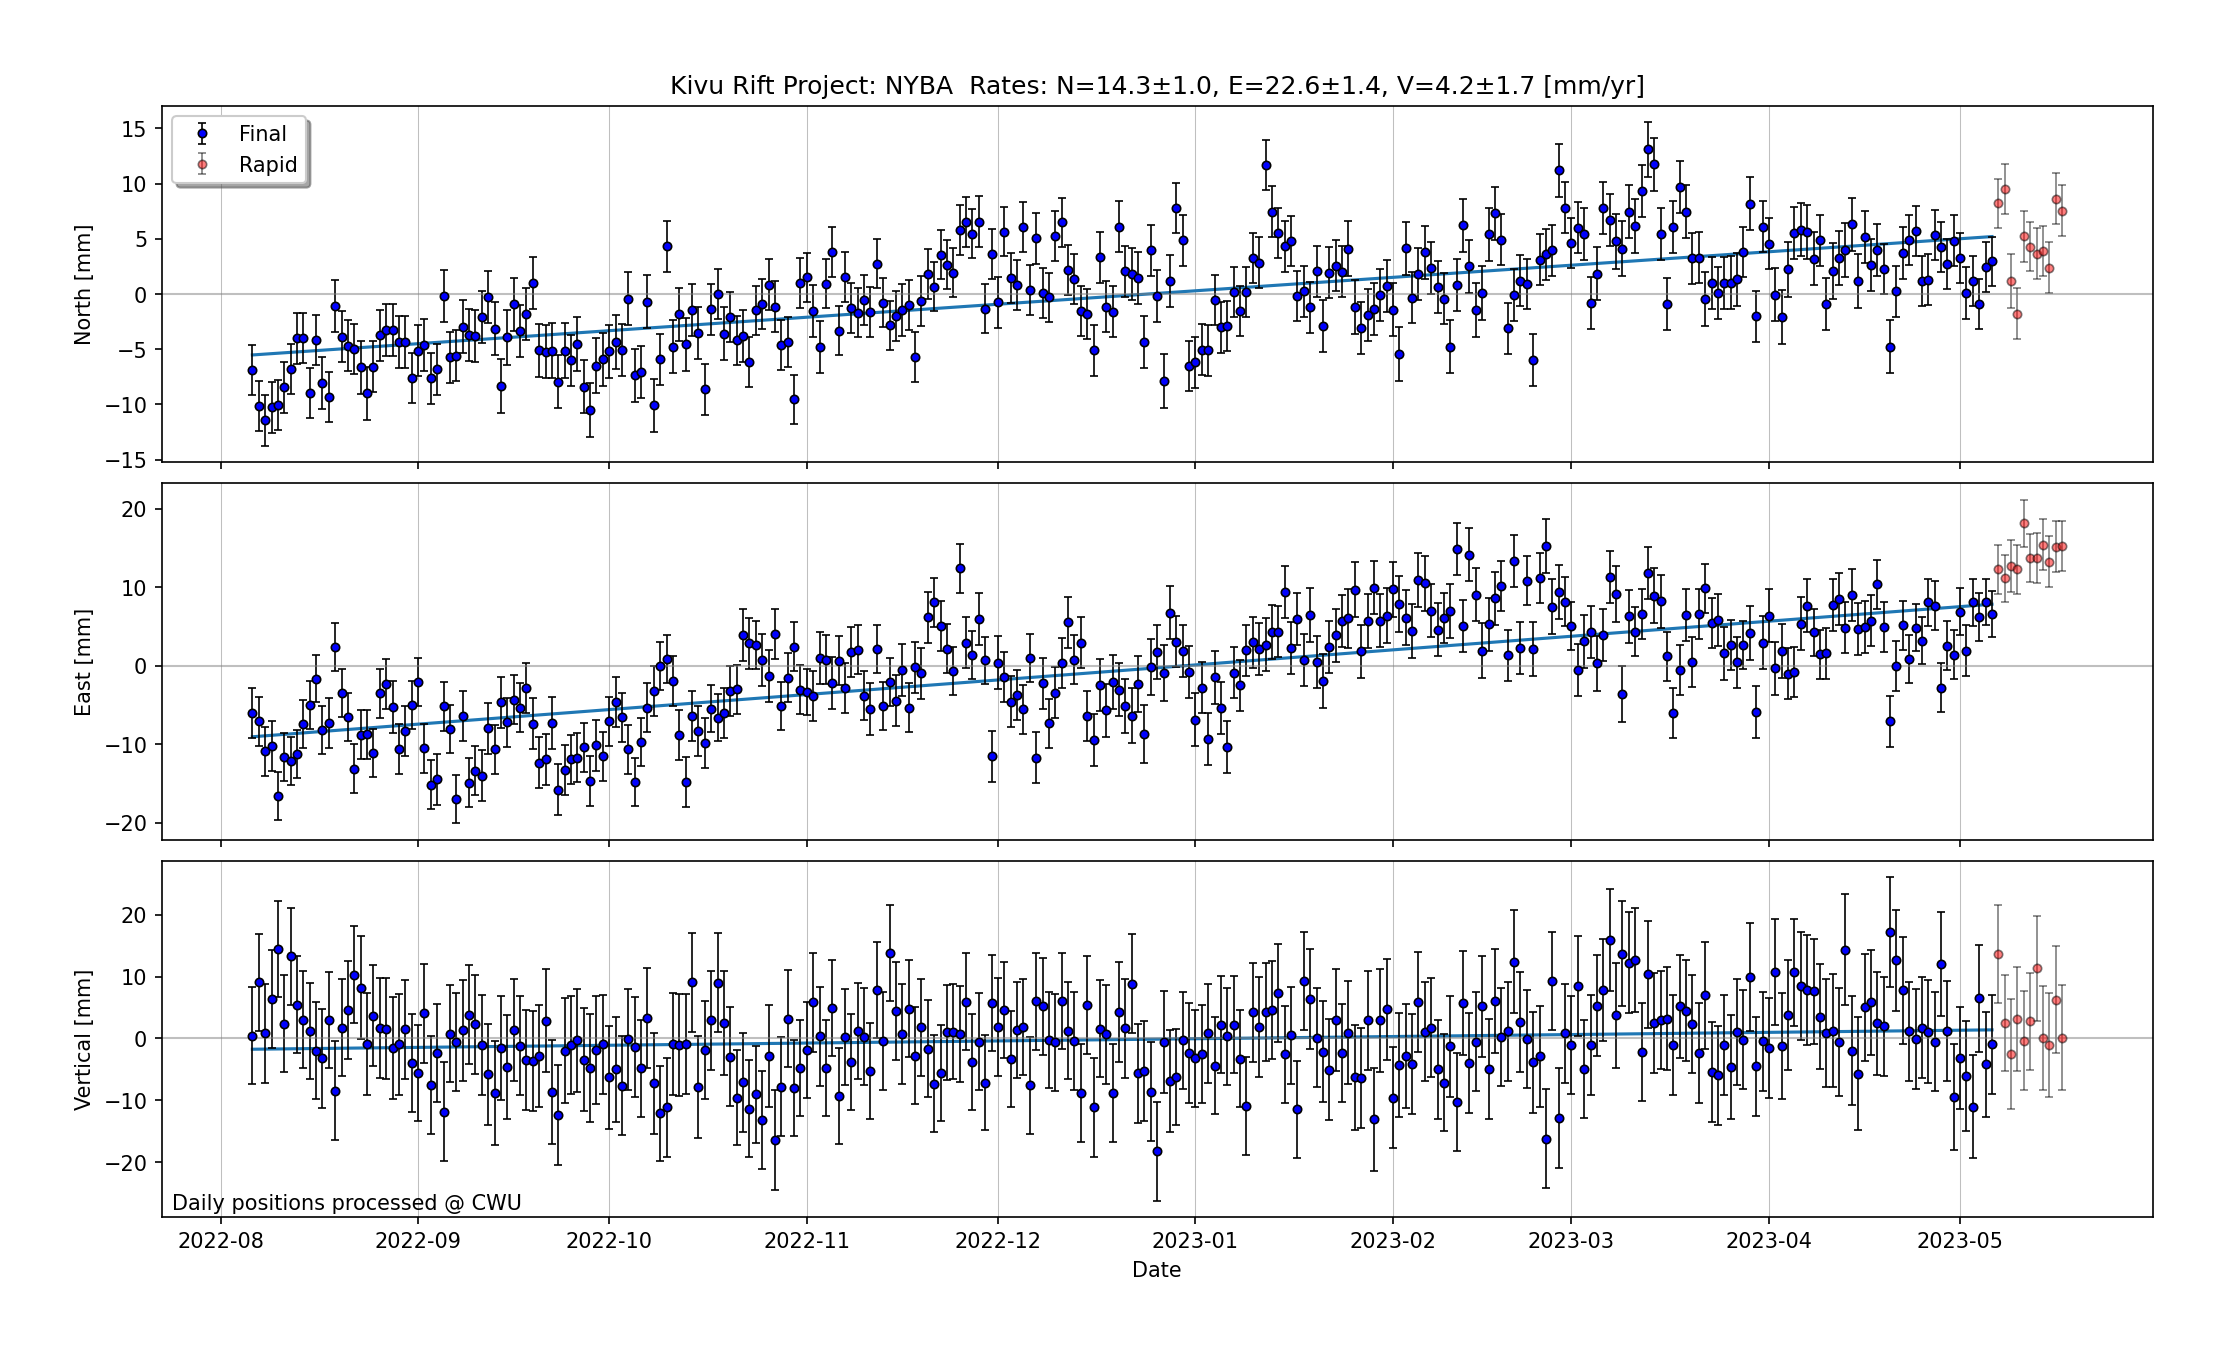 Kivu Rift Project: NYBA  Rates: N=14.3±1.0, E=22.6±1.4, V=4.2±1.7 [mm/yr]
Final
Rapid
15
10
5
0
−5
−10
−15
North [mm]
20
10
0
−10
−20
East [mm]
20
10
0
−10
−20
Vertical [mm]
Daily positions processed @ CWU
2022-08 2022-09 2022-10 2022-11 2022-12 2023-01 2023-02 2023-03 2023-04 2023-05
Date